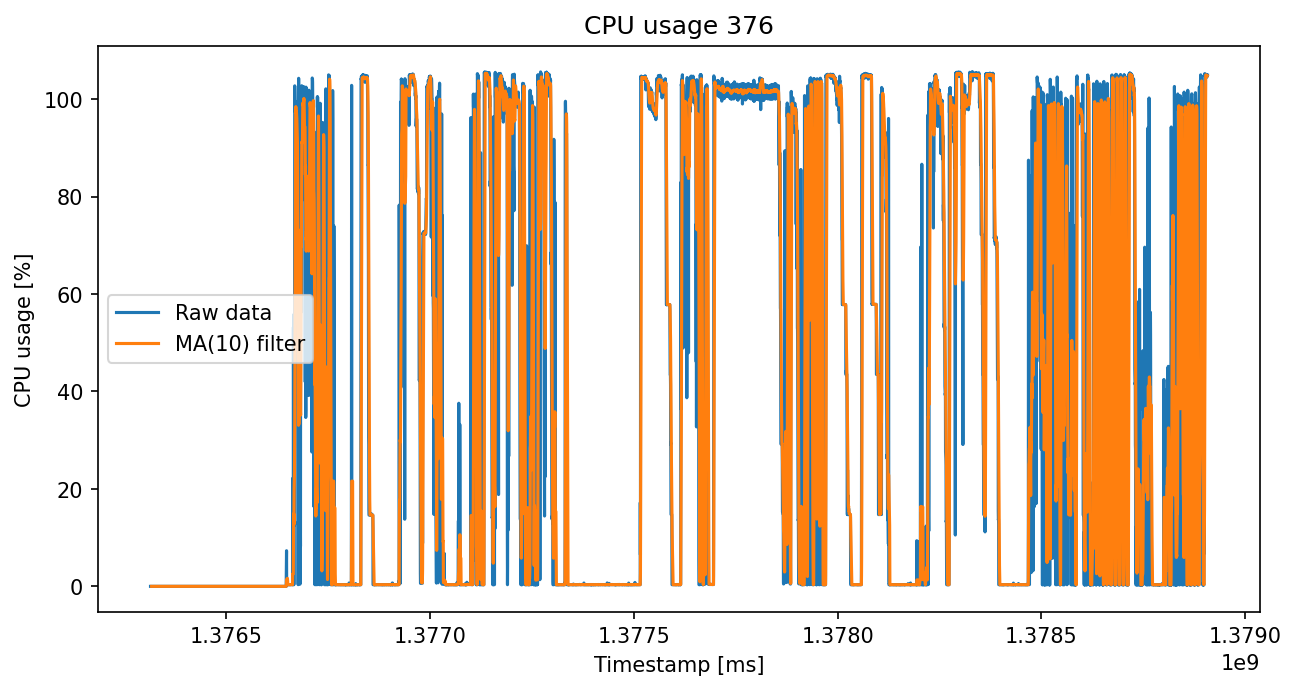 CPU usage 376
CPU usage [%]
100
80
60
40
20
0
Raw data
MA(10) filter
1.3765
1.3770
1.3775
1.3780
1.3785
1.3790
1e9
Timestamp [ms]